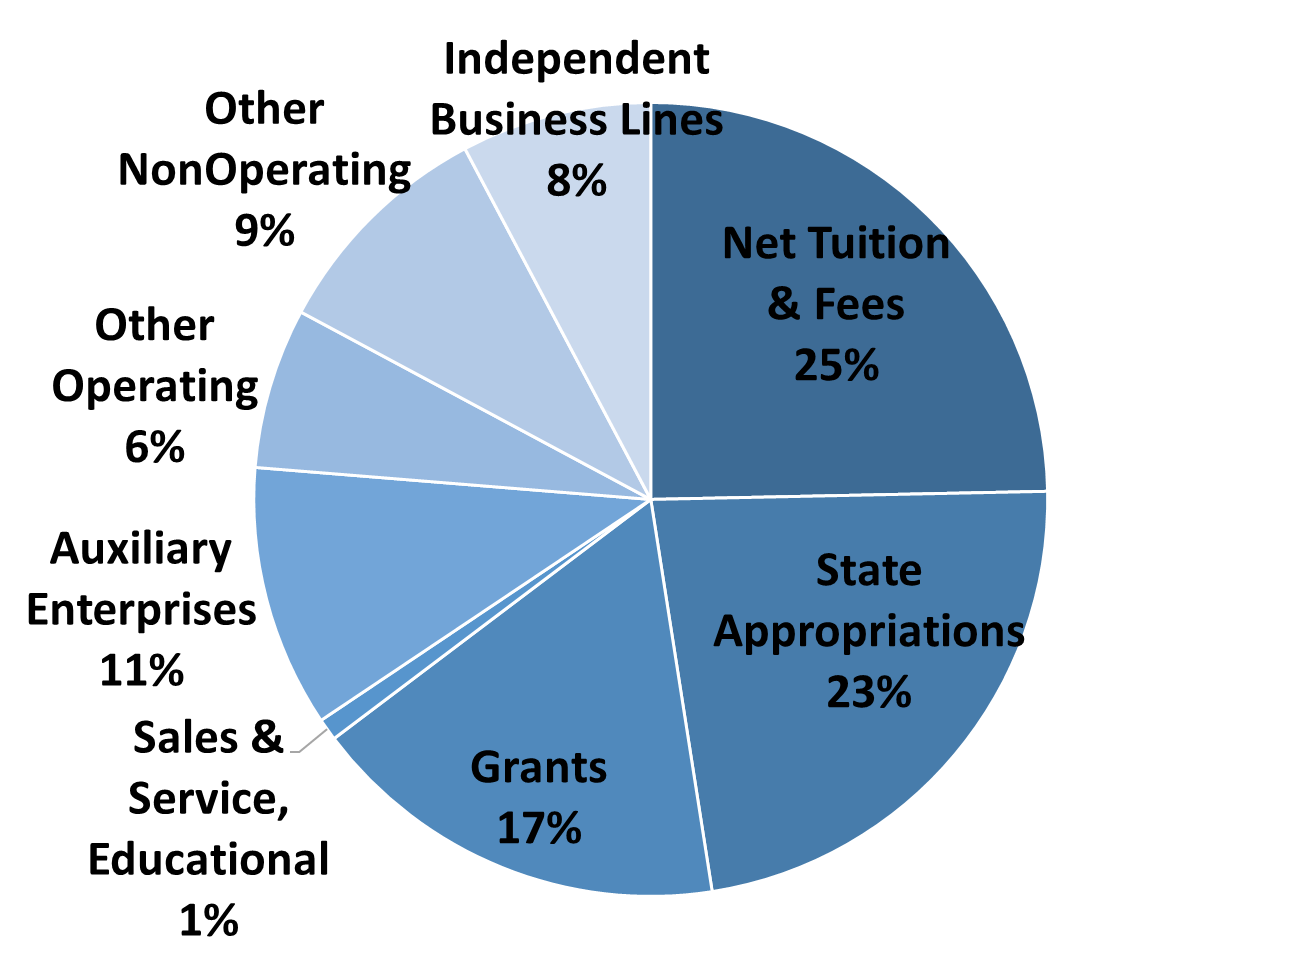 Independent
Business Lines
8%
Other
NonOperating
9%
Net Tuition
& Fees
25%
Other
Operating
6%
Auxiliary
Enterprises
11%
State
Appropriations
23%
Sales &
Service,
Educational
1%
Grants
17%